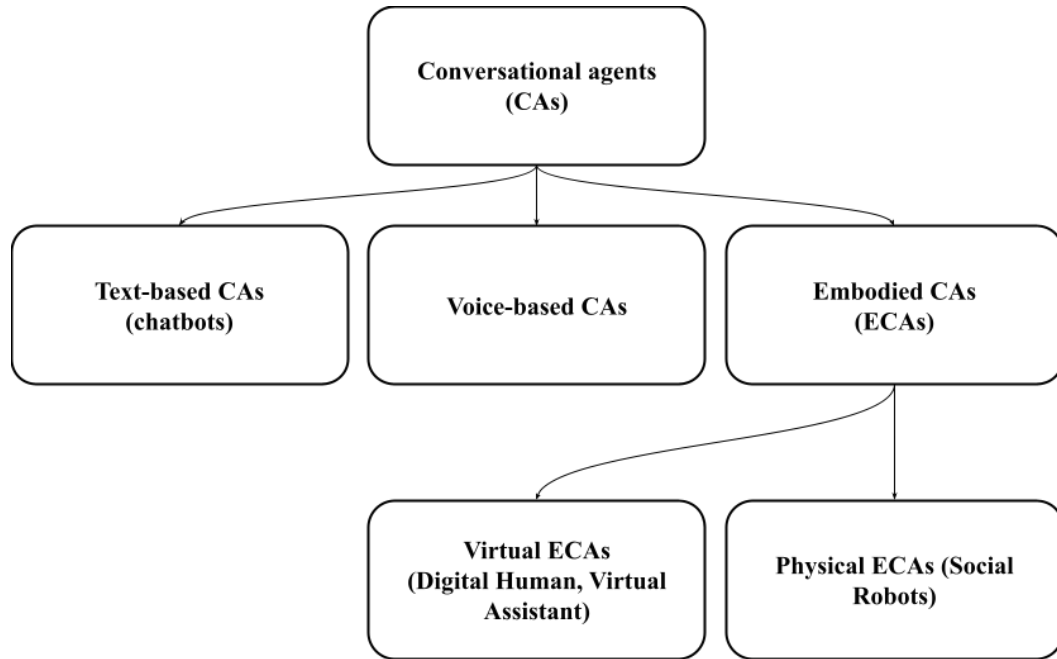 Conversational agents
(CAs)
Text-based CAs
(chatbots)
Voice-based CAs
Embodied CAs
(ECAs)
Virtual ECAs
(Digital Human, Virtual
Assistant)
Physical ECAs (Social
Robots)